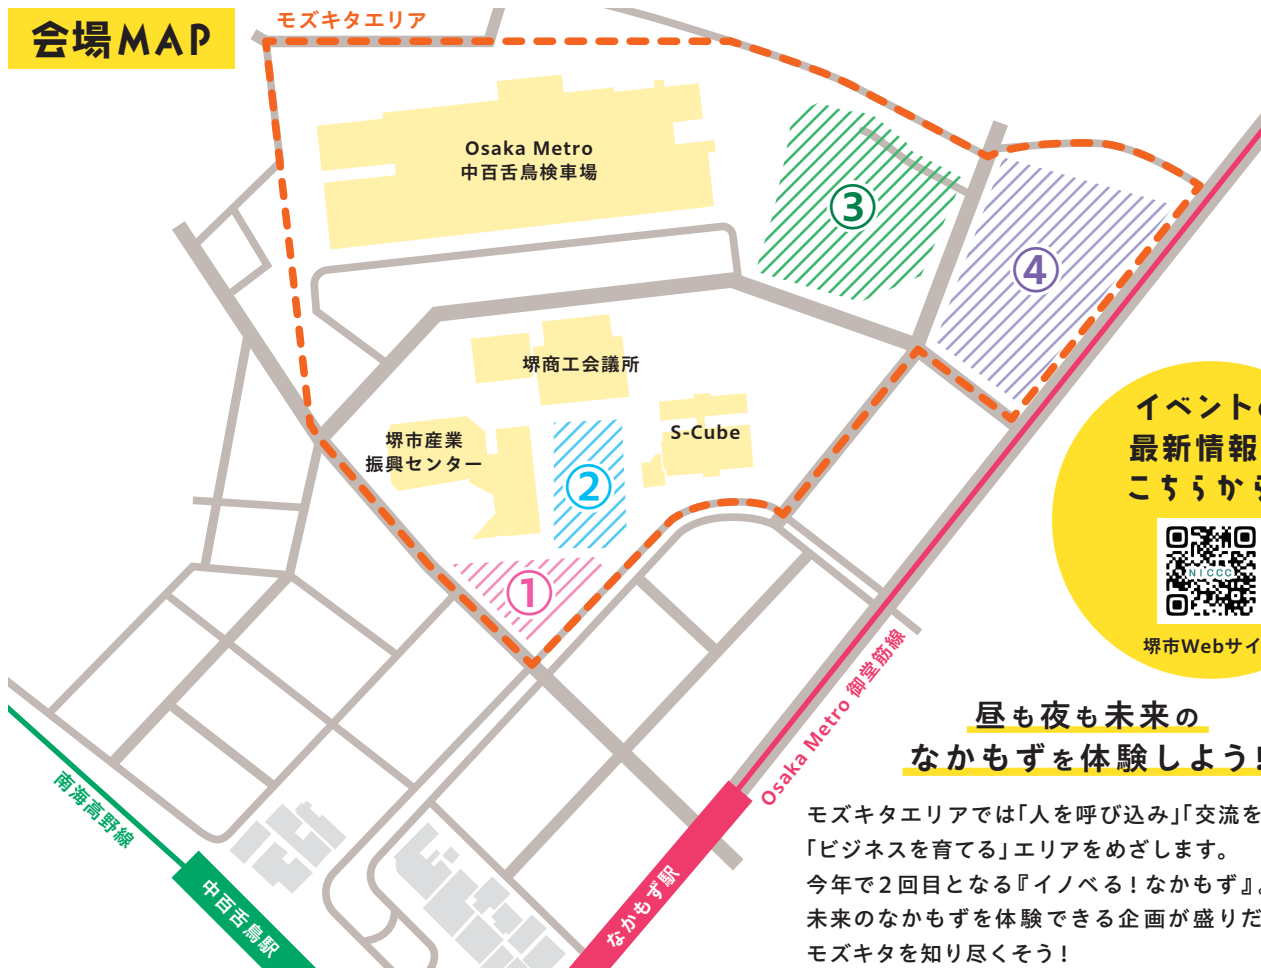 会場MAP
モズキタエリア
Osaka Metro
中百舌鳥検車場
③
④
堺商工会議所
S-Cube
堺市産業
振興センター
②
①
イベントの
最新情報
こちらから
NICCC
堺市Webサイ
Osaka Metro 御堂筋線
南海高野線
中百舌鳥駅
なかもず駅
昼も夜も未来の
なかもずを体験しよう!
モズキタエリアでは「人を呼び込み」「交流を
「ビジネスを育てる」エリアをめざします。
今年で2回目となる『イノベる!なかもず』。
未来のなかもずを体験できる企画が盛りだ
モズキタを知り尽くそう!